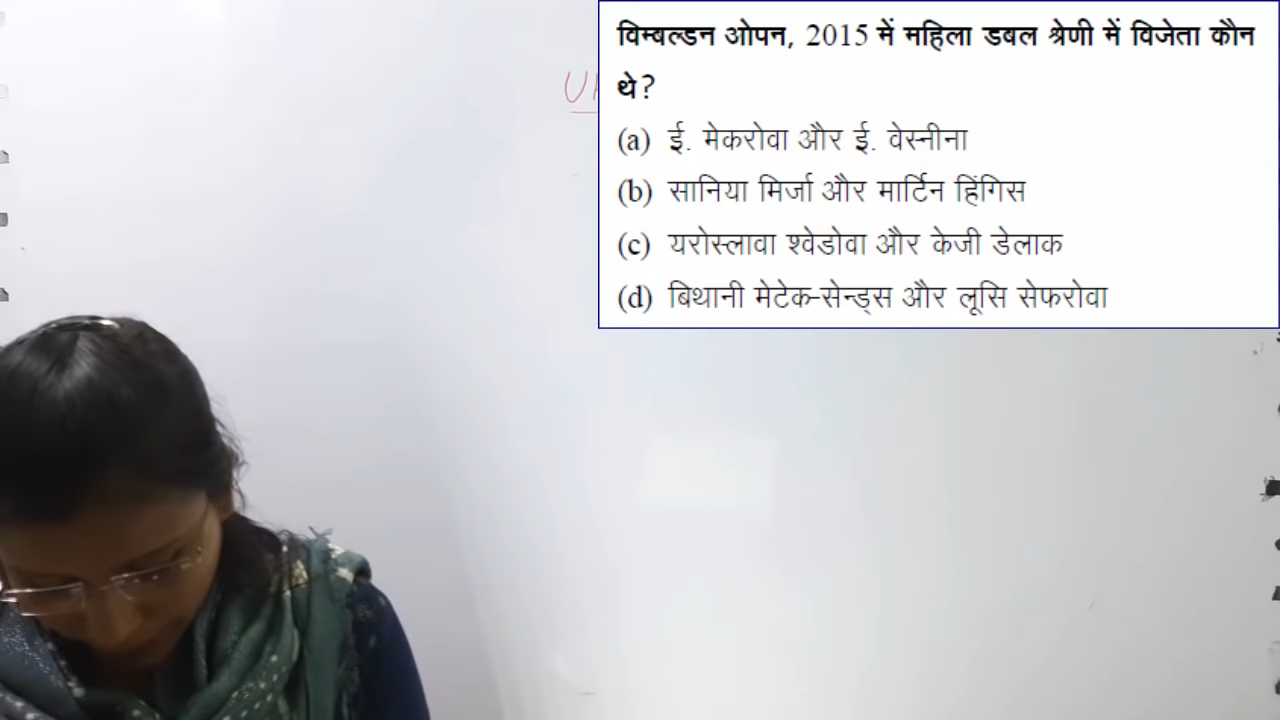 विम्बल्डन ओपन, 2015 में महिला डबल श्रेणी में विजेता कौन
थे?
(a) ई. मेकरोवा और ई. वेस्नीना
(b) सानिया मिर्जा और मार्टिन हिंगिस
(c) यरोस्लावा श्वेडोवा और केजी डेलाक
(d) बिथानी मेटेक-सेन्ड्स और लूसि सेफरोवा